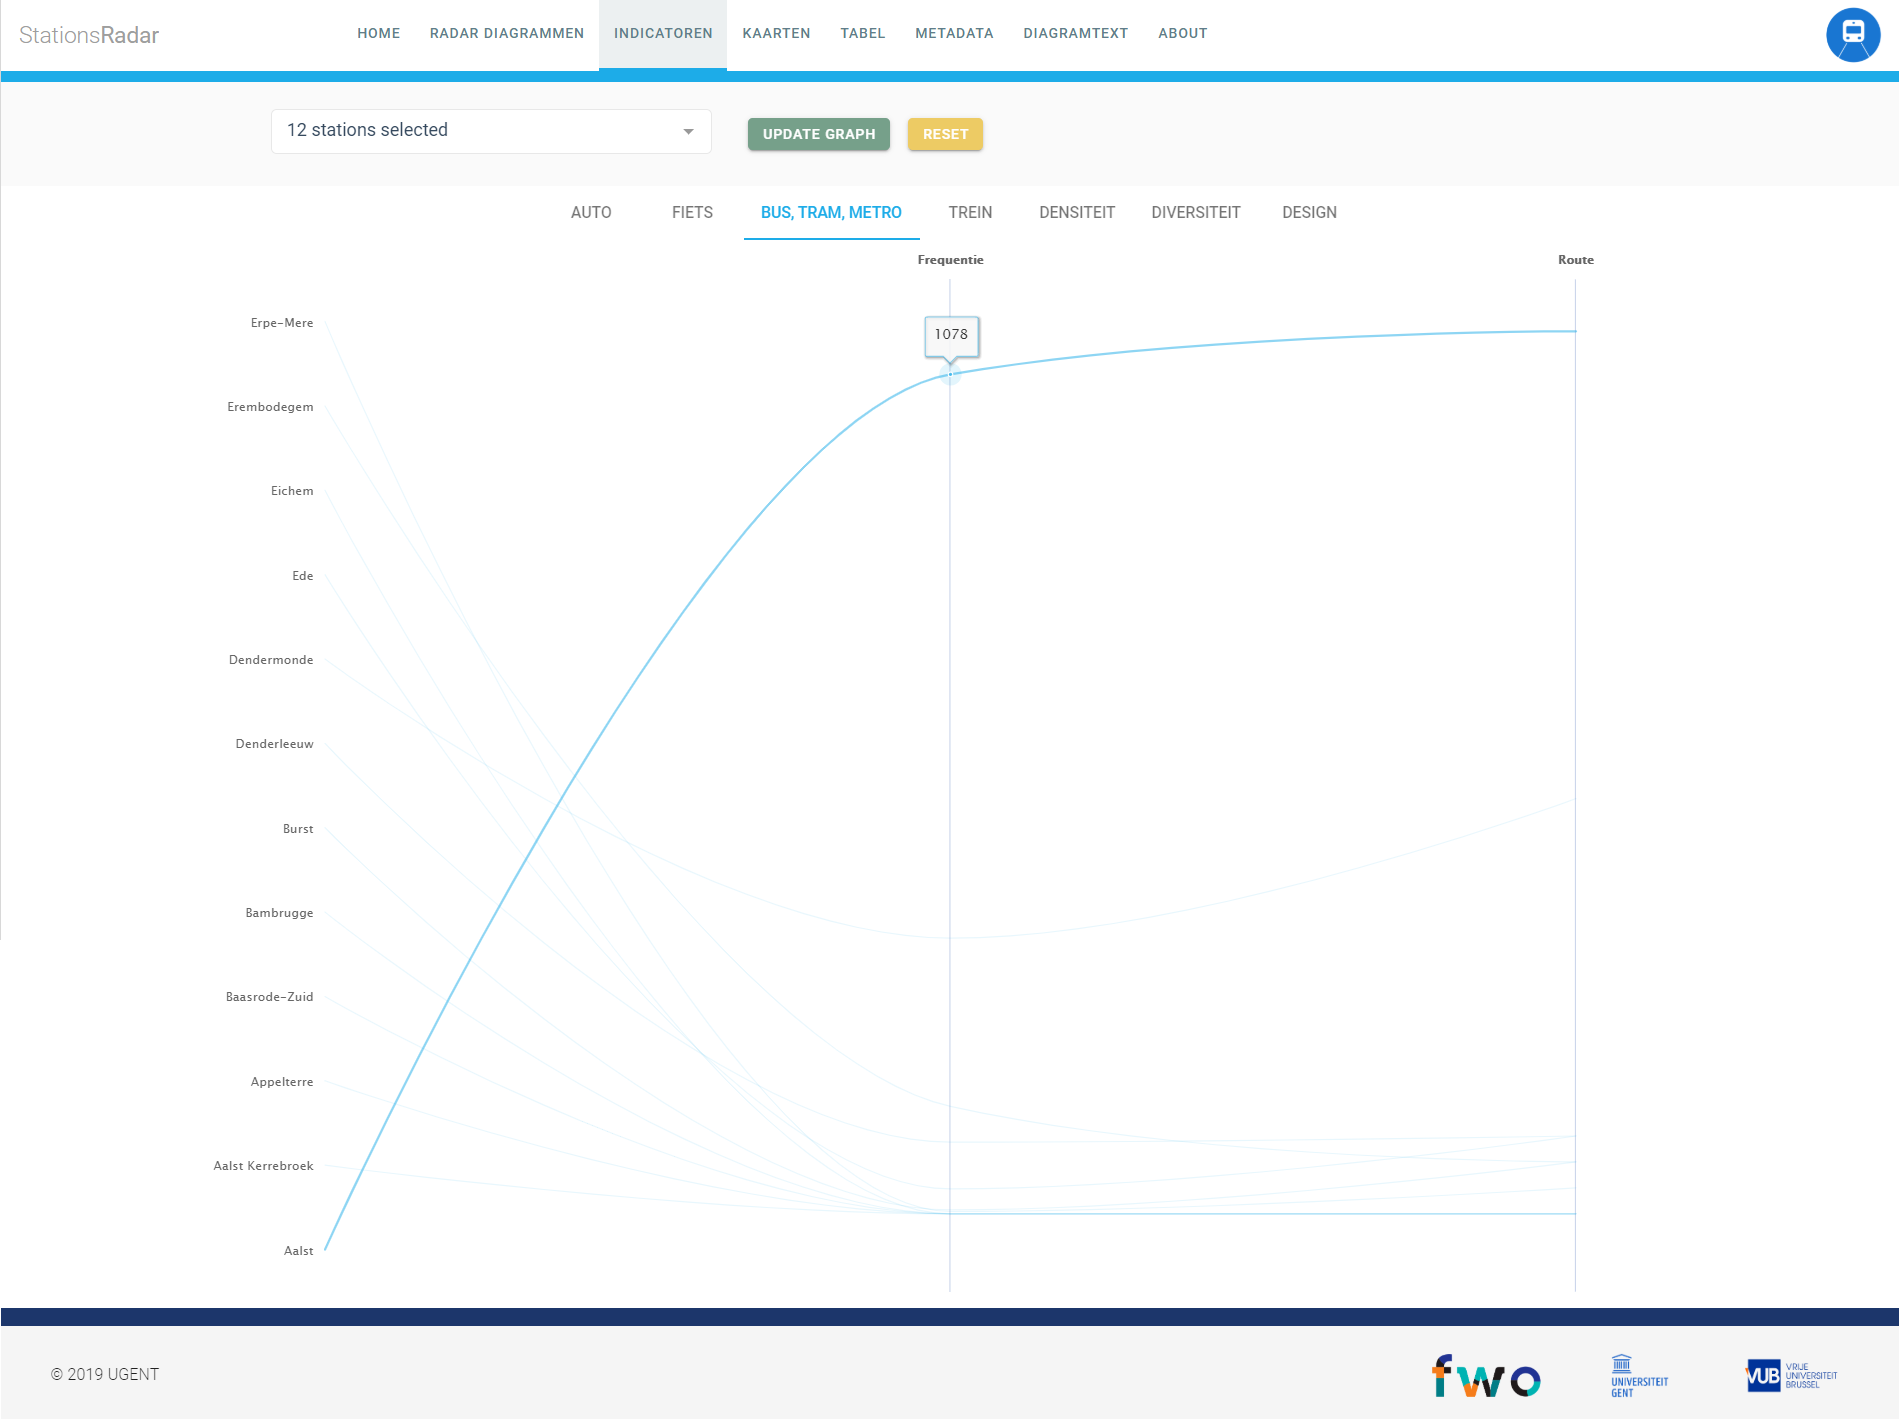 StationsRadar
HOME RADAR DIAGRAMMEN INDICATOREN KAARTEN TABEL METADATA DIAGRAMTEXT ABOUT
12 stations selected UPDATE GRAPH RESET
AUTO FIETS BUS, TRAM, METRO TREIN DENSITEIT DIVERSITEIT DESIGN
Frequentie Route
1078
Erpe-Mere
Erembodegem
Eichem
Ede
Dendermonde
Denderleeuw
Burst
Bambrugge
Baasrode-Zuid
Appelterre
Aalst Kerrebroek
Aalst
© 2019 UGENT
fwo
UNIVERSITEIT
GENT
VUB
VRIJE
UNIVERSITEIT
BRUSSEL